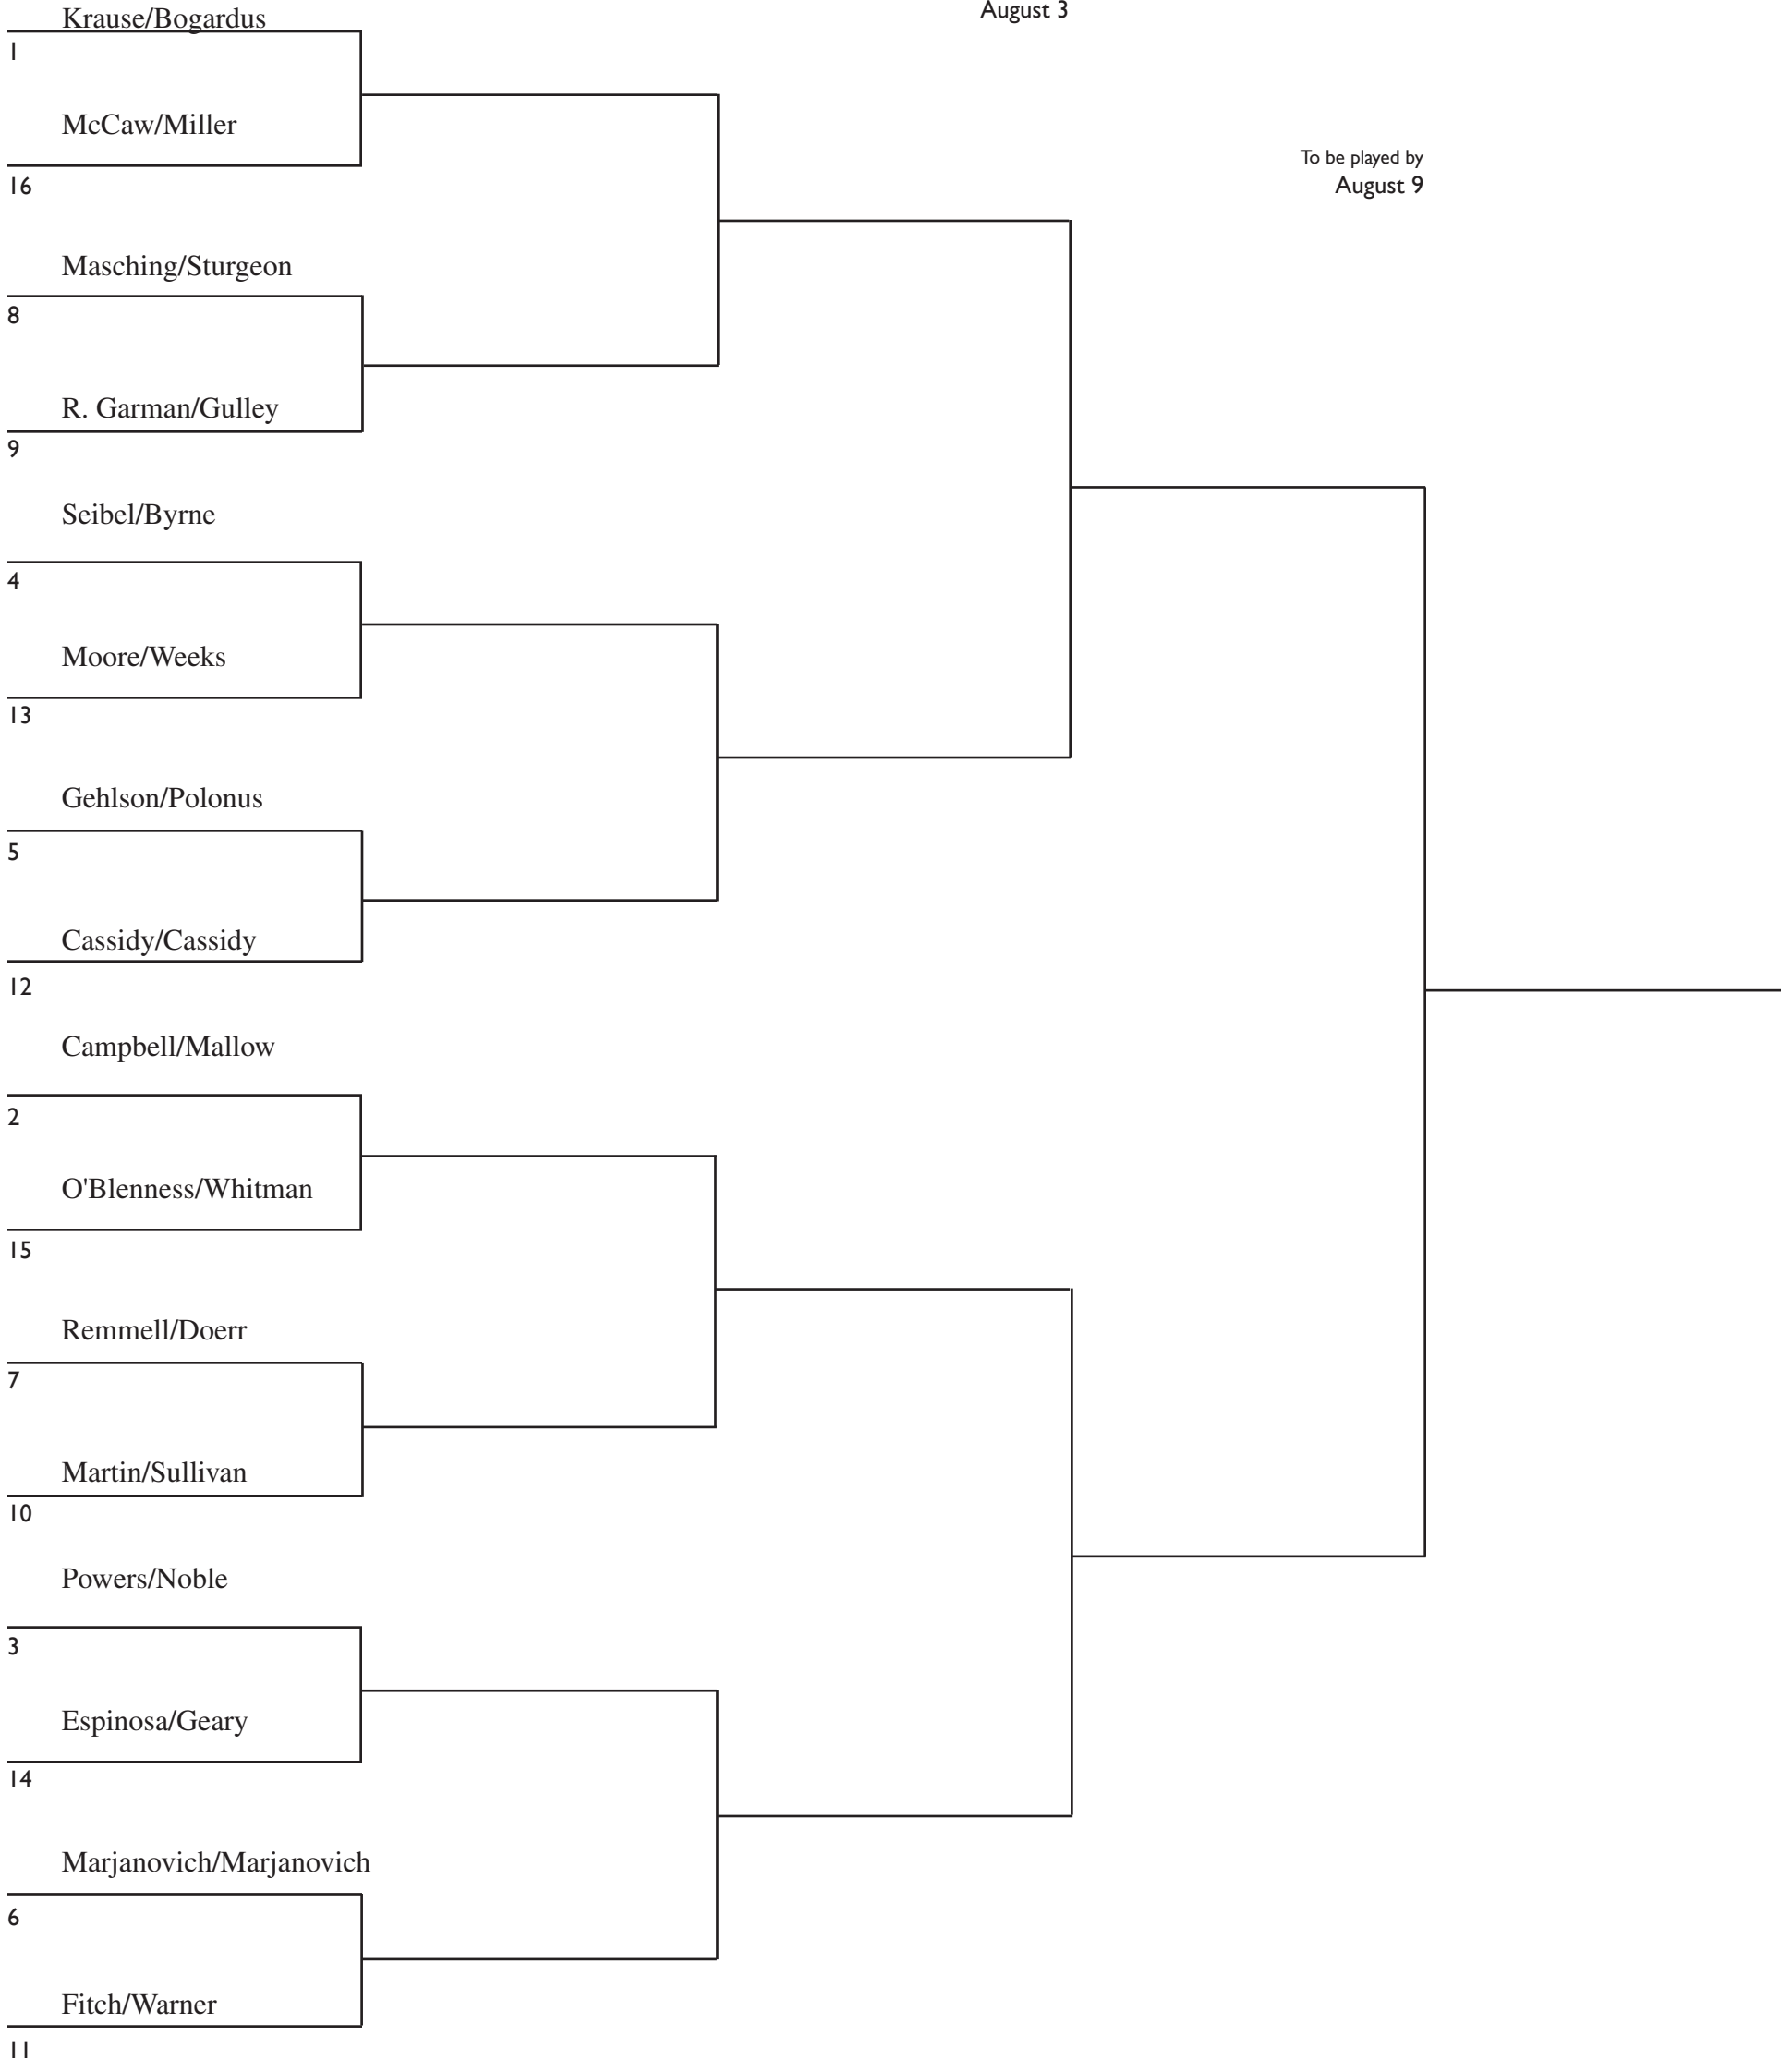 Krause/Bogardus
August 3
1
McCaw/Miller
To be played by
August 9
16
Masching/Sturgeon
8
R. Garman/Gulley
9
Seibel/Byrne
4
Moore/Weeks
13
Gehlson/Polonus
5
Cassidy/Cassidy
12
Campbell/Mallow
2
O'Blenness/Whitman
15
Remmell/Doerr
7
Martin/Sullivan
10
Powers/Noble
3
Espinosa/Geary
14
Marjanovich/Marjanovich
6
Fitch/Warner
11